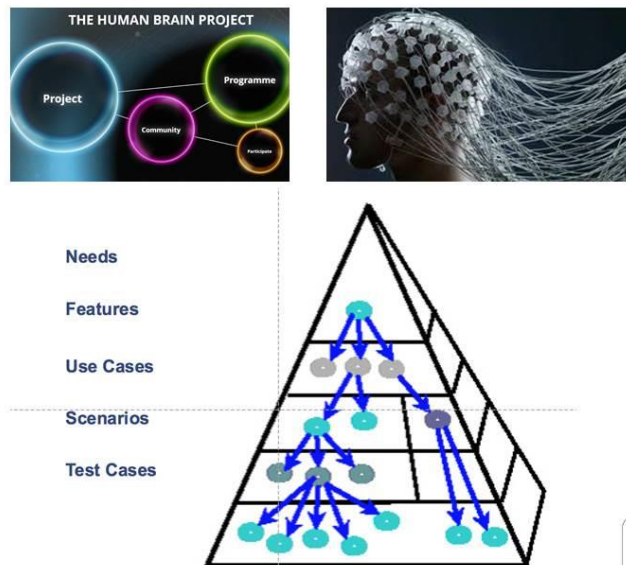 THE HUMAN BRAIN PROJECT
Project
Programme
Community
Participate
Needs
Features
Use Cases
Scenarios
Test Cases